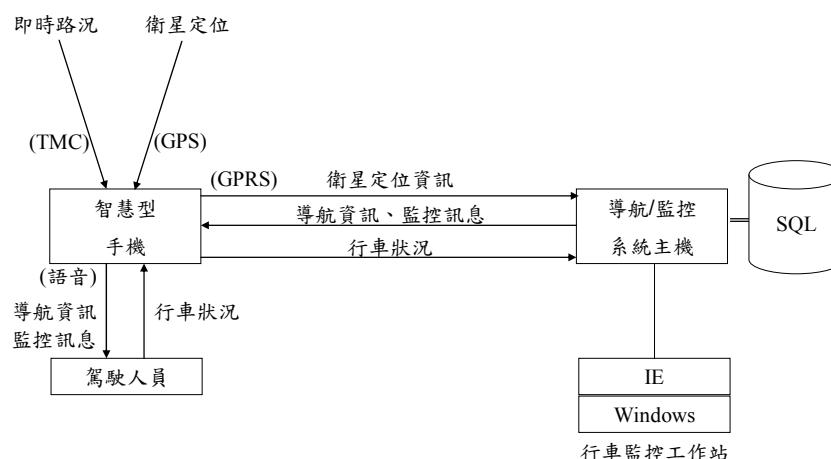 即時路況
衛星定位
(TMC)
(GPS)
(GPRS)
衛星定位資訊
智慧型
手機
導航資訊、監控訊息
導航/監控
系統主機
SQL
行車狀況
(語音)
導航資訊
監控訊息
行車狀況
駕駛人員
IE
Windows
行車監控工作站